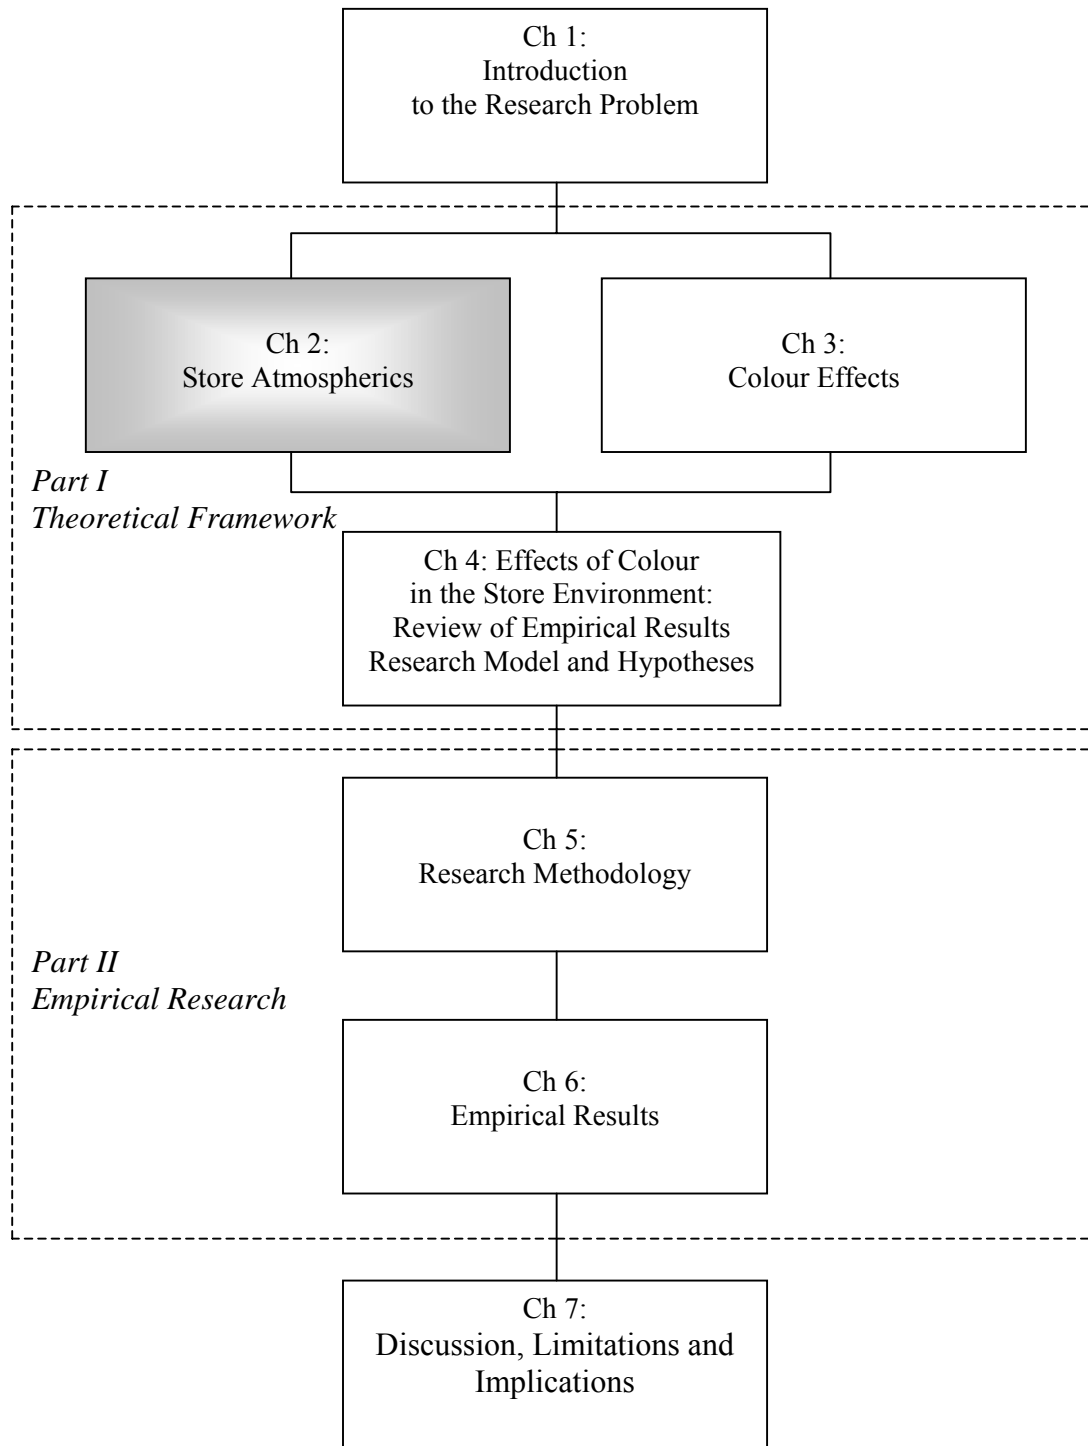 Ch 1:
Introduction
to the Research Problem
Ch 2:
Store Atmospherics
Ch 3:
Colour Effects
Part I
Theoretical Framework
Ch 4: Effects of Colour
in the Store Environment:
Review of Empirical Results
Research Model and Hypotheses
Ch 5:
Research Methodology
Part II
Empirical Research
Ch 6:
Empirical Results
Ch 7:
Discussion, Limitations and
Implications